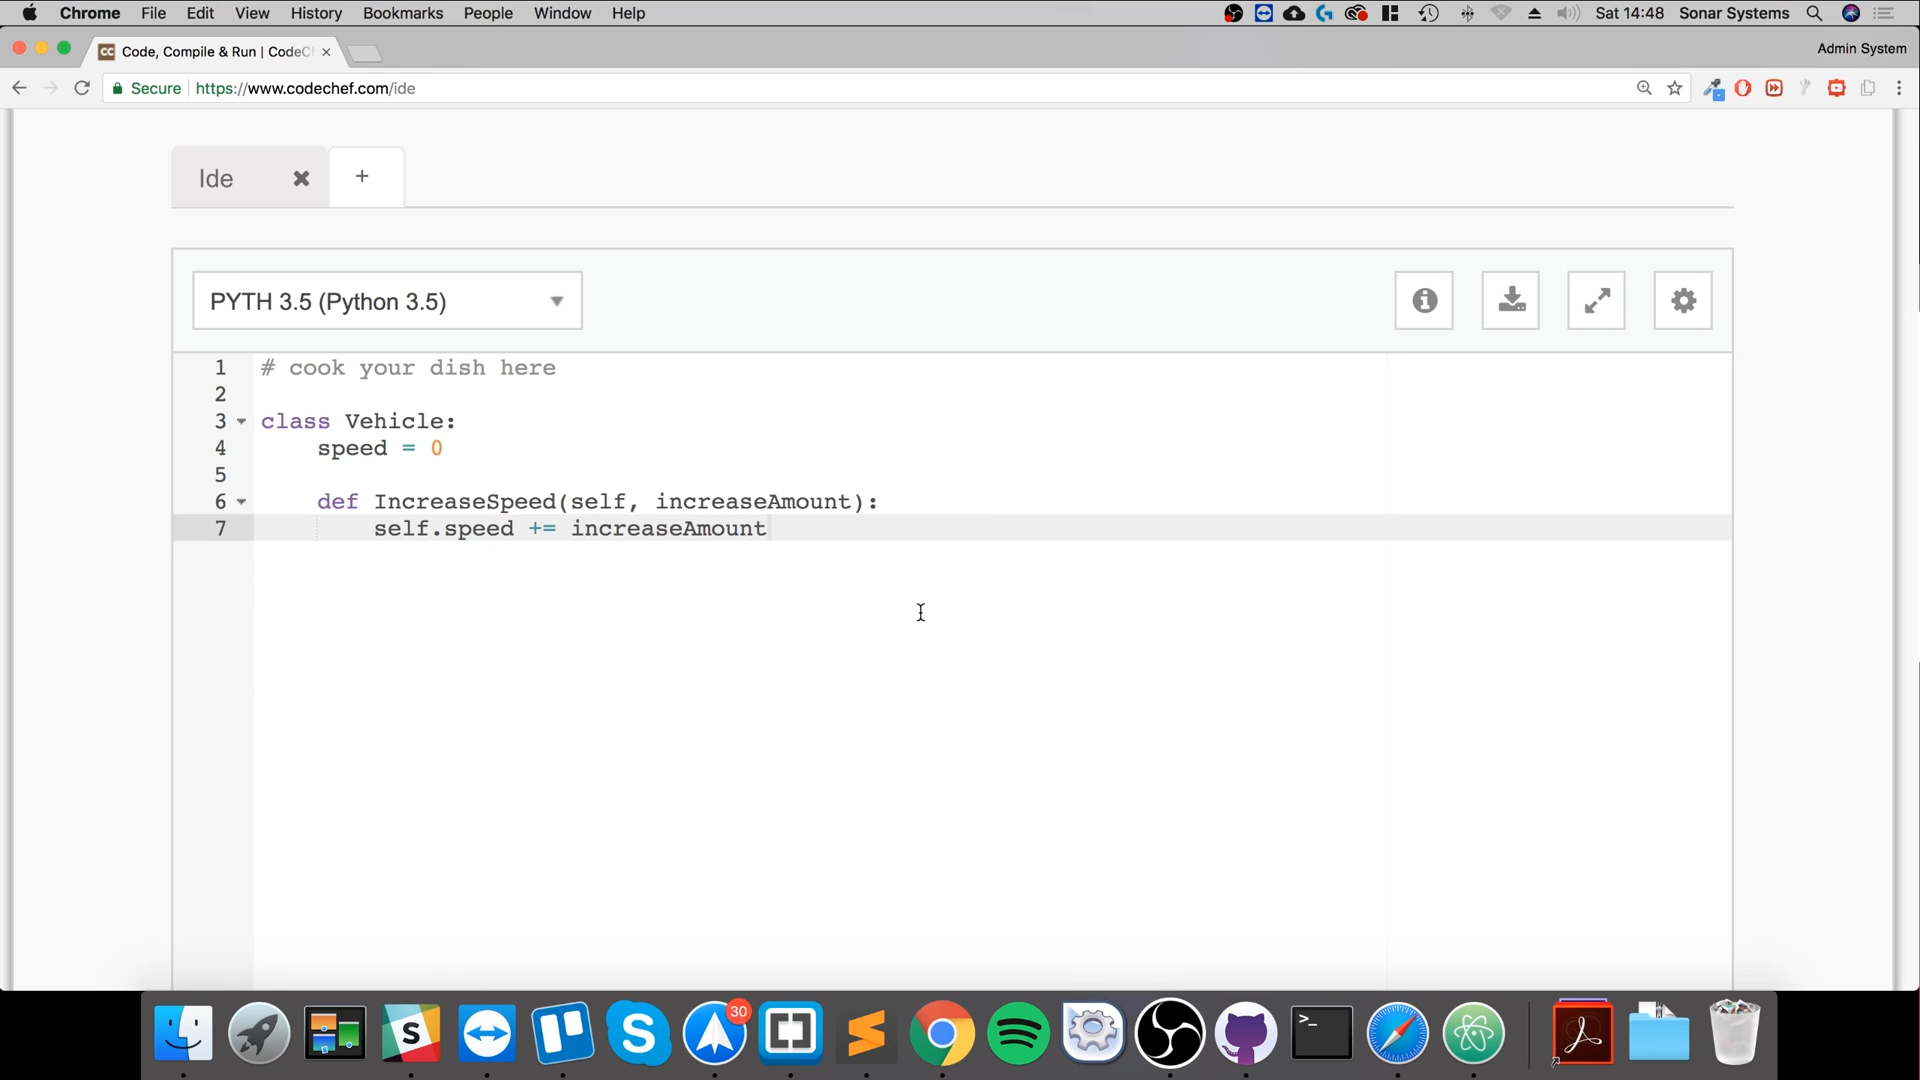 Chrome File Edit View History Bookmarks People Window Help Sat 14:48 Sonar Systems
Code, Compile & Run | CodeC
Admin System
Secure https://www.codechef.com/ide
Ide
PYTH 3.5 (Python 3.5)
1 # cook your dish here
2
3 class Vehicle:
4 speed = 0
5
6 def IncreaseSpeed(self, increaseAmount):
7 self.speed += increaseAmount
30